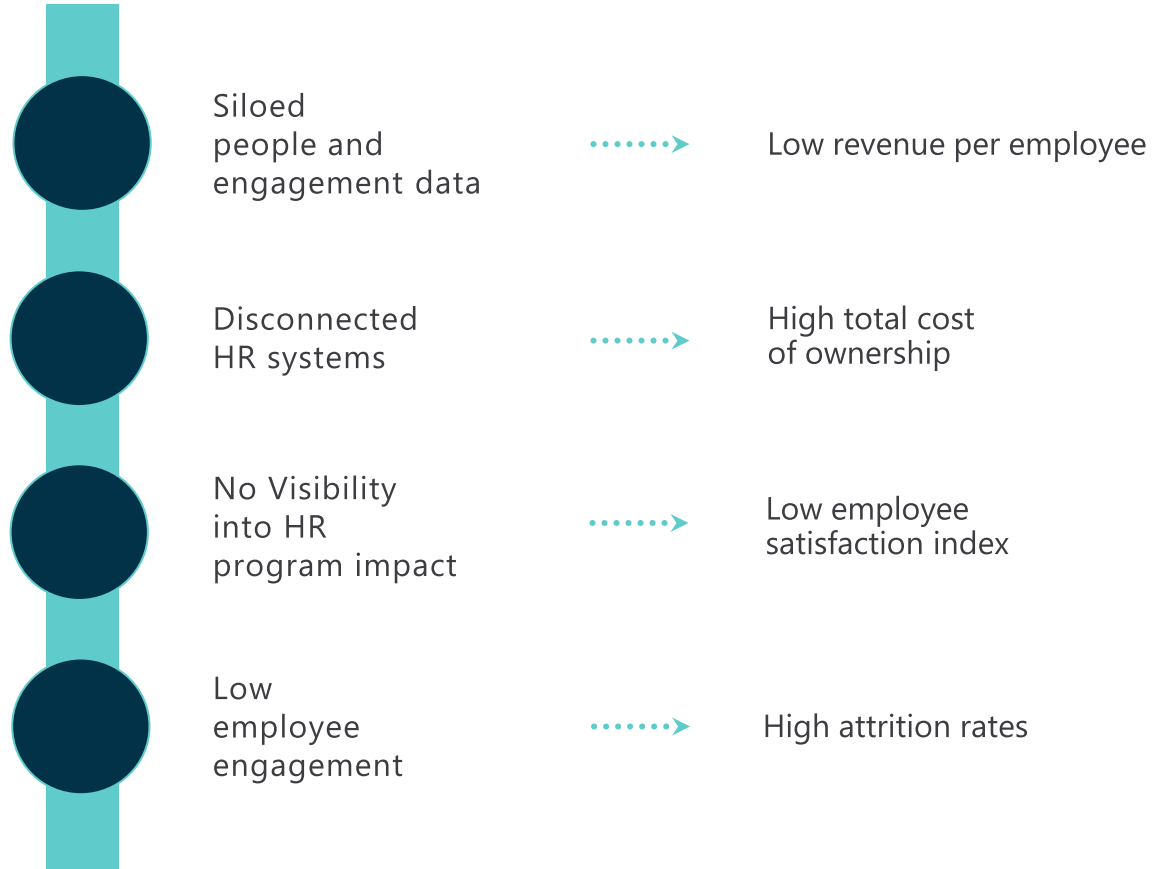 Siloed
people and
engagement data
Low revenue per employee
Disconnected
HR systems
High total cost
of ownership
No Visibility
into HR
program impact
Low employee
satisfaction index
Low
employee
engagement
High attrition rates